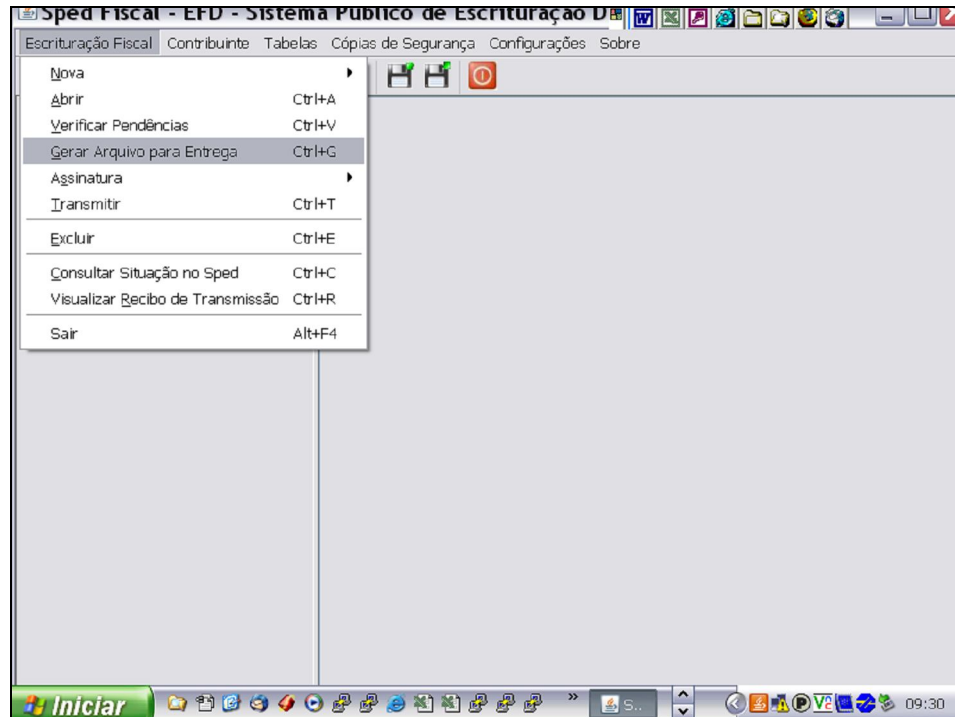 Sped Fiscal - EFD - Sistema Público de Escrituração D
Escrituração Fiscal Contribuinte Tabelas Cópias de Segurança Configurações Sobre
Nova
Abrir Ctrl+A
Verificar Pendências Ctrl+V
Gerar Arquivo para Entrega Ctrl+G
Assinatura
Transmitir Ctrl+T
Excluir Ctrl+E
Consultar Situação no Sped Ctrl+C
Visualizar Recibo de Transmissão Ctrl+R
Sair Alt+F4
Iniciar » S... 09:30